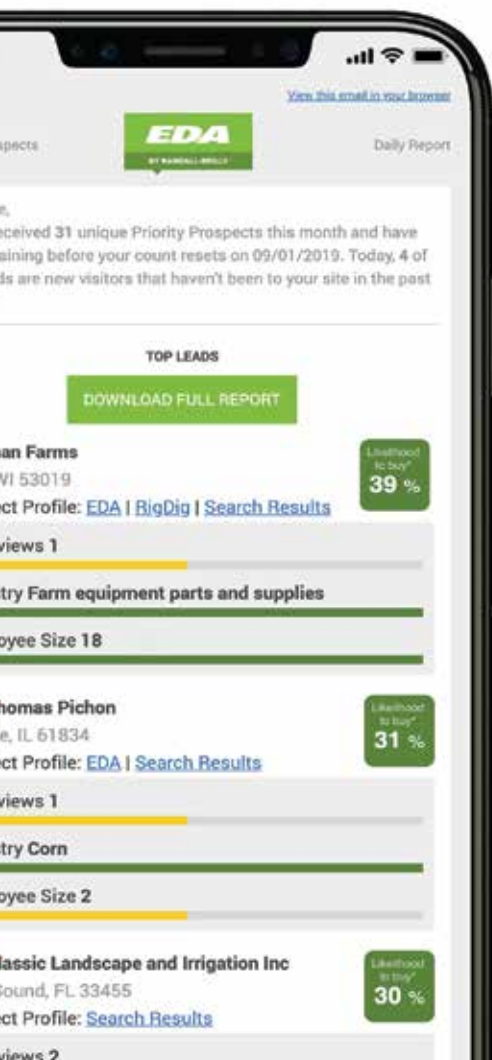 View this email in your browser
EDA
BY RANDALL-REILLY
spects
Daily Report
e,
eceived 31 unique Priority Prospects this month and have
aining before your count resets on 09/01/2019. Today, 4 of
ds are new visitors that haven't been to your site in the past
TOP LEADS
DOWNLOAD FULL REPORT
an Farms
WI 53019
Likelihood
to buy*
39 %
ect Profile: EDA | RigDig | Search Results
views 1
try Farm equipment parts and supplies
oyee Size 18
homas Pichon
e, IL 61834
Likelihood
to buy*
31 %
ect Profile: EDA | Search Results
views 1
try Corn
oyee Size 2
lassic Landscape and Irrigation Inc
Sound, FL 33455
Likelihood
to buy*
30 %
ect Profile: Search Results
views 2